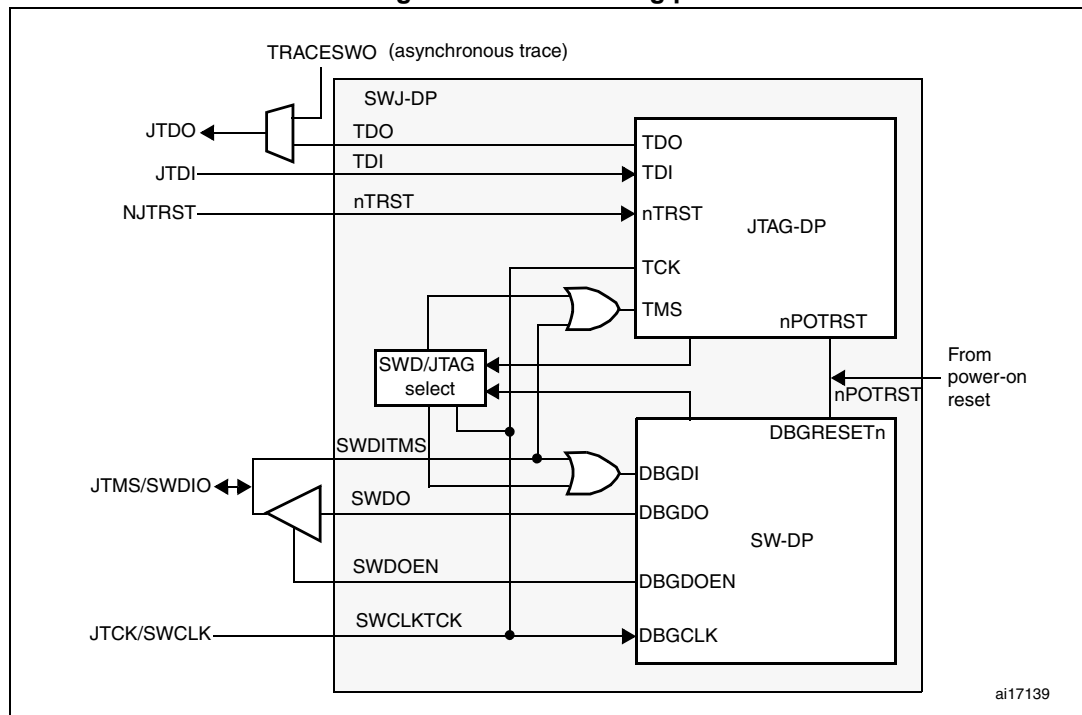 TRACESWO (asynchronous trace)
SWJ-DP
JTDO
TDO
TDO
JTDI
TDI
TDI
NJTRST
nTRST
nTRST
JTAG-DP
TCK
TMS
nPOTRST
SWD/JTAG
select
From
power-on
reset
nPOTRST
DBGRESETn
SWDITMS
DBGDI
JTMS/SWDIO
SWDO
DBGDO
SW-DP
SWDOEN
DBGDOEN
JTCK/SWCLK
SWCLKTCK
DBGCLK
ai17139